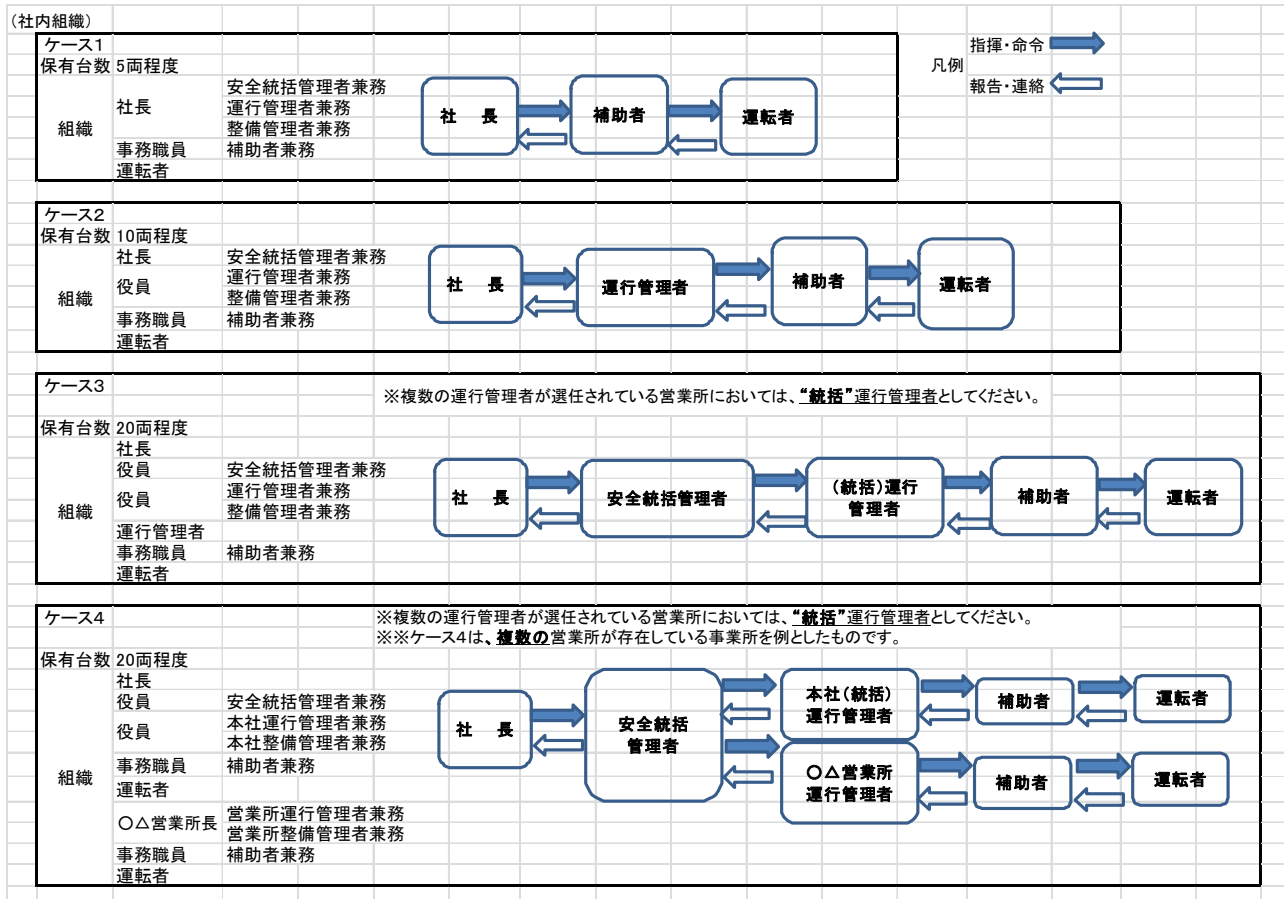 (社内組織)
指揮・命令
凡例
報告・連絡
ケース1
保有台数 5両程度
組織
社長
安全統括管理者兼務
運行管理者兼務
整備管理者兼務
事務職員 補助者兼務
運転者
社 長
補助者
運転者
ケース2
保有台数 10両程度
組織
社長 安全統括管理者兼務
役員
運行管理者兼務
整備管理者兼務
事務職員 補助者兼務
運転者
社 長
運行管理者
補助者
運転者
ケース3
※複数の運行管理者が選任されている営業所においては、“統括”運行管理者としてください。
保有台数 20両程度
組織
社長
役員 安全統括管理者兼務
役員
運行管理者兼務
整備管理者兼務
運行管理者
事務職員 補助者兼務
運転者
社 長
安全統括管理者
(統括)運行
管理者
補助者
運転者
ケース4
※複数の運行管理者が選任されている営業所においては、“統括”運行管理者としてください。
※※ケース4は、複数の営業所が存在している事業所を例としたものです。
保有台数 20両程度
組織
社長
役員 安全統括管理者兼務
役員
本社運行管理者兼務
本社整備管理者兼務
事務職員 補助者兼務
運転者
○△営業所長
営業所運行管理者兼務
営業所整備管理者兼務
事務職員 補助者兼務
運転者
社 長
安全統括
管理者
本社(統括)
運行管理者
補助者
運転者
○△営業所
運行管理者
補助者
運転者